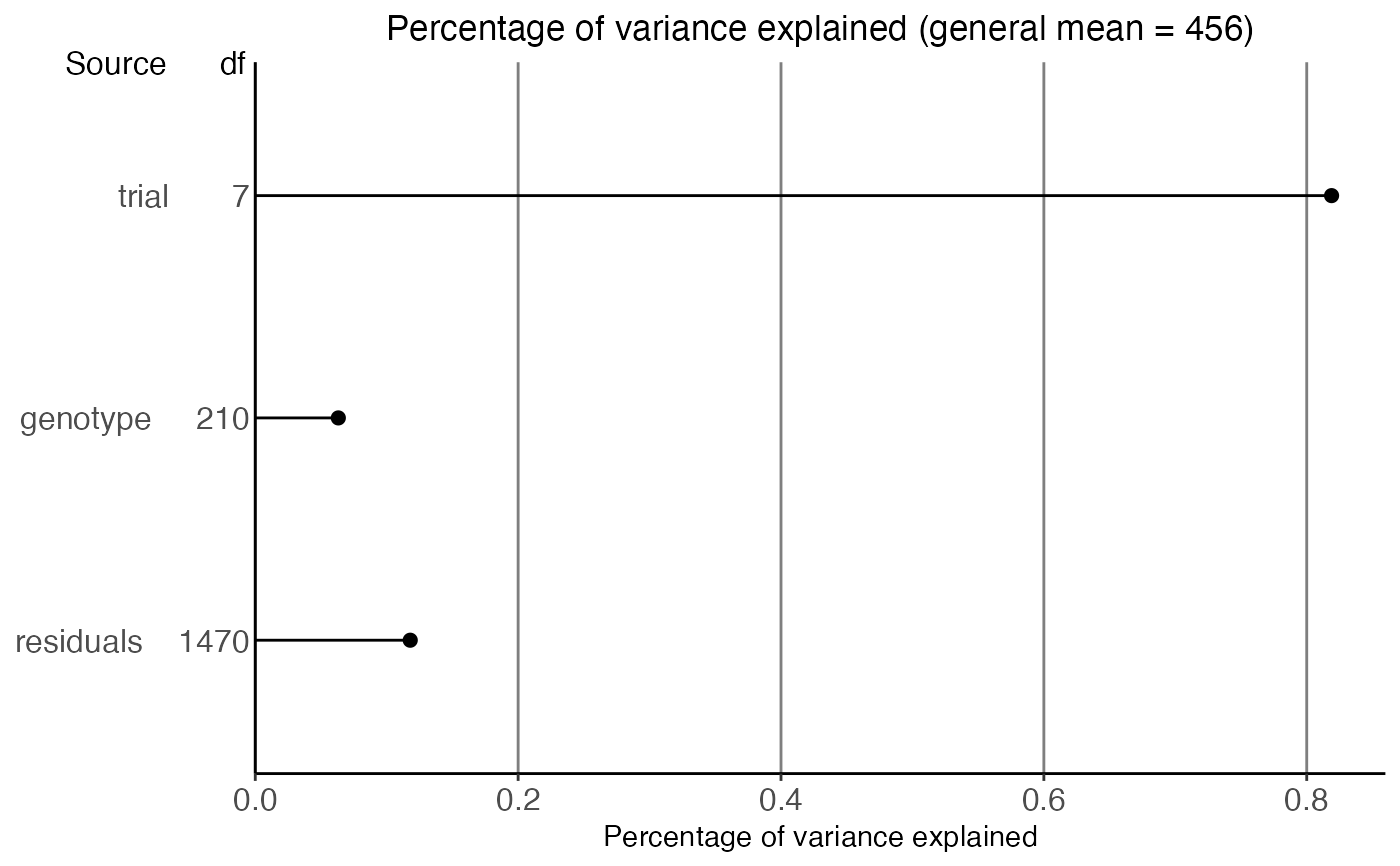 Percentage of variance explained (general mean = 456)
Source df
trial 7
genotype 210
residuals 1470
0.0 0.2 0.4 0.6 0.8
Percentage of variance explained